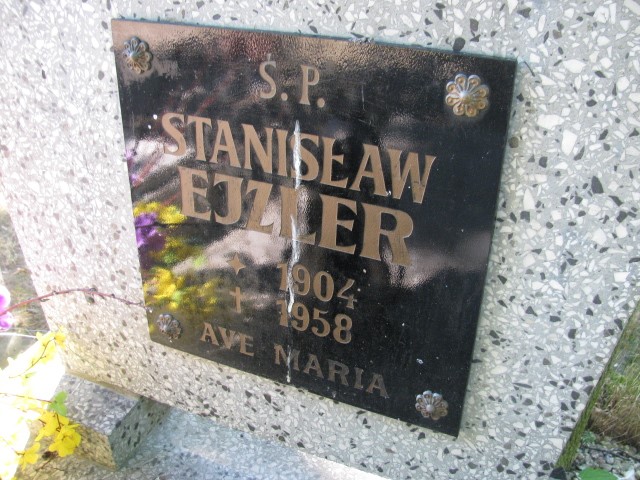 Ś.P.
STANISŁAW
EJZLER
✦ 1904
† 1958
AVE MARIA